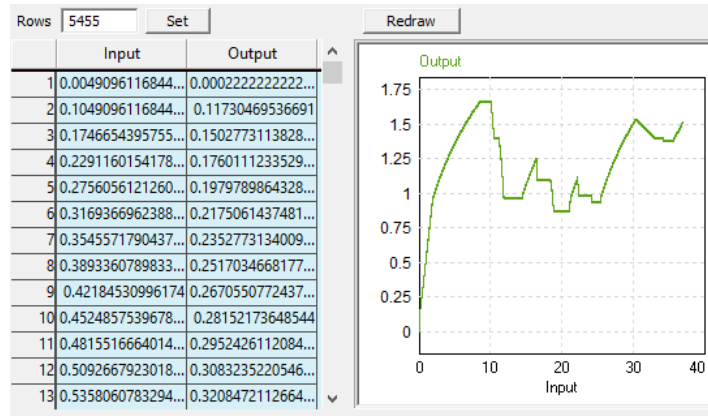 Rows 5455 Set
Input Output
1 0.0049096116844... 0.0002222222222...
2 0.1049096116844... 0.11730469536691
3 0.1746654395755... 0.1502773113828...
4 0.2291160154178... 0.1760111233529...
5 0.2756056121260... 0.1979789864328...
6 0.3169366962388... 0.2175061437481...
7 0.3545571790437... 0.2352773134009...
8 0.3893360789833... 0.2517034668177...
9 0.42184530996174 0.2670550772437...
10 0.4524857539678... 0.28152173648544
11 0.4815516664014... 0.2952426112084...
12 0.5092667923018... 0.3083235220546...
13 0.5358060783294... 0.3208472112664...
Redraw
Output
1.75
1.5
1.25
1
0.75
0.5
0.25
0
0 10 20 30 40
Input